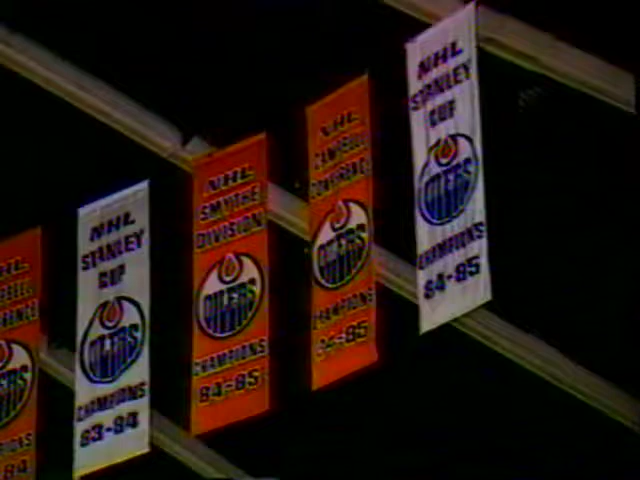 NHL
STANLEY
CUP
OILERS
CHAMPIONS
83-84
NHL
SMYTHE
DIVISION
OILERS
CHAMPIONS
84-85
NHL
CAMPBELL
CONFERENCE
OILERS
CHAMPIONS
84-85
NHL
STANLEY
CUP
OILERS
CHAMPIONS
84-85